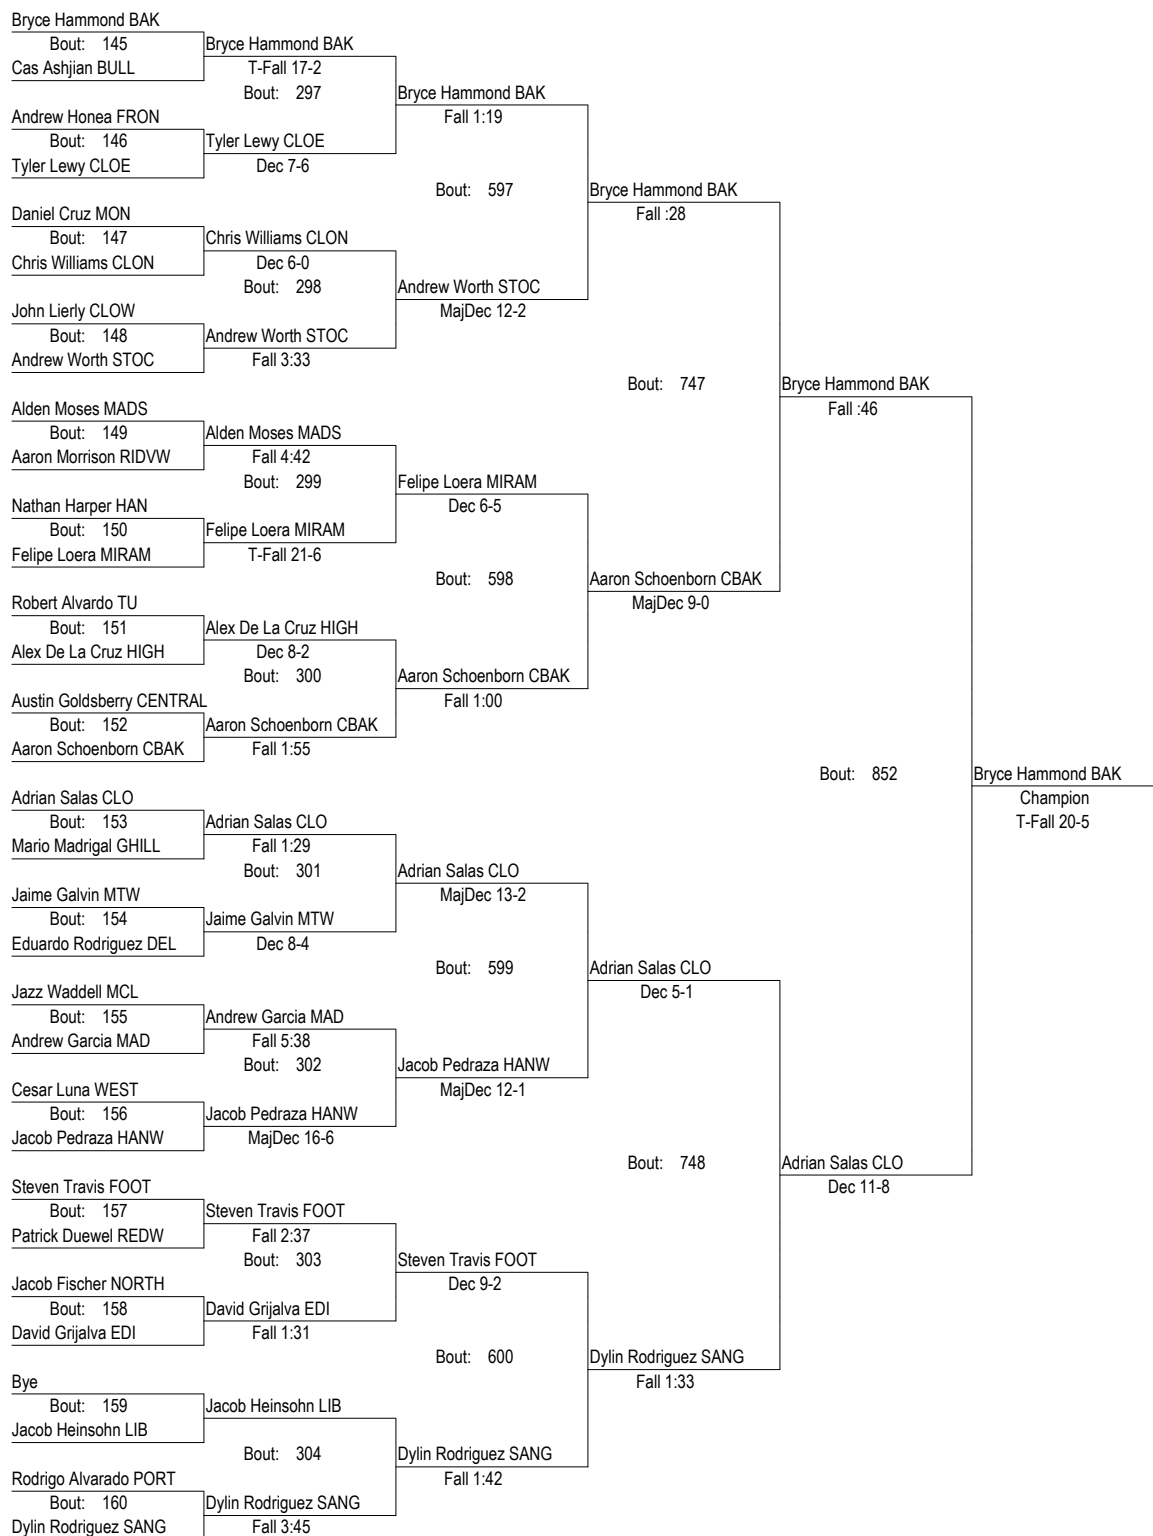 Bryce Hammond BAK
Bout: 145
Bryce Hammond BAK
Cas Ashjian BULL
T-Fall 17-2
Bout: 297
Bryce Hammond BAK
Andrew Honea FRON
Fall 1:19
Bout: 146
Tyler Lewy CLOE
Tyler Lewy CLOE
Dec 7-6
Bout: 597
Bryce Hammond BAK
Daniel Cruz MON
Fall :28
Bout: 147
Chris Williams CLON
Chris Williams CLON
Dec 6-0
Bout: 298
Andrew Worth STOC
John Lierly CLOW
MajDec 12-2
Bout: 148
Andrew Worth STOC
Andrew Worth STOC
Fall 3:33
Bout: 747
Bryce Hammond BAK
Alden Moses MADS
Fall :46
Bout: 149
Alden Moses MADS
Aaron Morrison RIDVW
Fall 4:42
Bout: 299
Felipe Loera MIRAM
Nathan Harper HAN
Dec 6-5
Bout: 150
Felipe Loera MIRAM
Felipe Loera MIRAM
T-Fall 21-6
Bout: 598
Aaron Schoenborn CBAK
Robert Alvardo TU
MajDec 9-0
Bout: 151
Alex De La Cruz HIGH
Alex De La Cruz HIGH
Dec 8-2
Bout: 300
Aaron Schoenborn CBAK
Austin Goldsberry CENTRAL
Fall 1:00
Bout: 152
Aaron Schoenborn CBAK
Aaron Schoenborn CBAK
Fall 1:55
Bout: 852
Bryce Hammond BAK
Adrian Salas CLO
Champion
Bout: 153
Adrian Salas CLO
T-Fall 20-5
Mario Madrigal GHILL
Fall 1:29
Bout: 301
Adrian Salas CLO
Jaime Galvin MTW
MajDec 13-2
Bout: 154
Jaime Galvin MTW
Eduardo Rodriguez DEL
Dec 8-4
Bout: 599
Adrian Salas CLO
Jazz Waddell MCL
Dec 5-1
Bout: 155
Andrew Garcia MAD
Andrew Garcia MAD
Fall 5:38
Bout: 302
Jacob Pedraza HANW
Cesar Luna WEST
MajDec 12-1
Bout: 156
Jacob Pedraza HANW
Jacob Pedraza HANW
MajDec 16-6
Bout: 748
Adrian Salas CLO
Steven Travis FOOT
Dec 11-8
Bout: 157
Steven Travis FOOT
Patrick Duewel REDW
Fall 2:37
Bout: 303
Steven Travis FOOT
Jacob Fischer NORTH
Dec 9-2
Bout: 158
David Grijalva EDI
David Grijalva EDI
Fall 1:31
Bout: 600
Dylin Rodriguez SANG
Bye
Fall 1:33
Bout: 159
Jacob Heinsohn LIB
Jacob Heinsohn LIB
Bout: 304
Dylin Rodriguez SANG
Rodrigo Alvarado PORT
Fall 1:42
Bout: 160
Dylin Rodriguez SANG
Dylin Rodriguez SANG
Fall 3:45